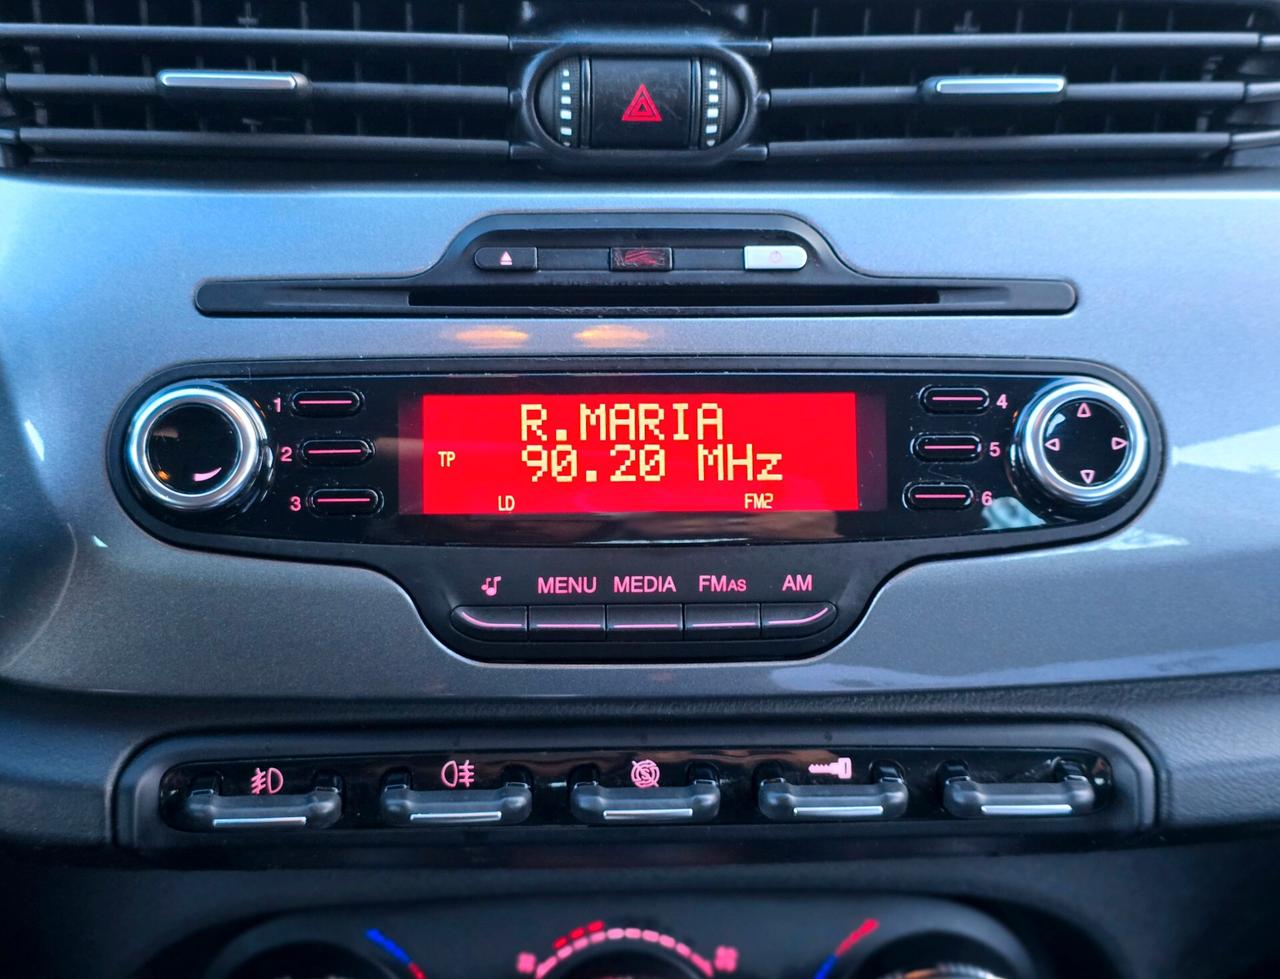 1
2
3
4
5
6
R.MARIA
TP
90.20 MHz
LD
FM2
MENU MEDIA FMAS AM